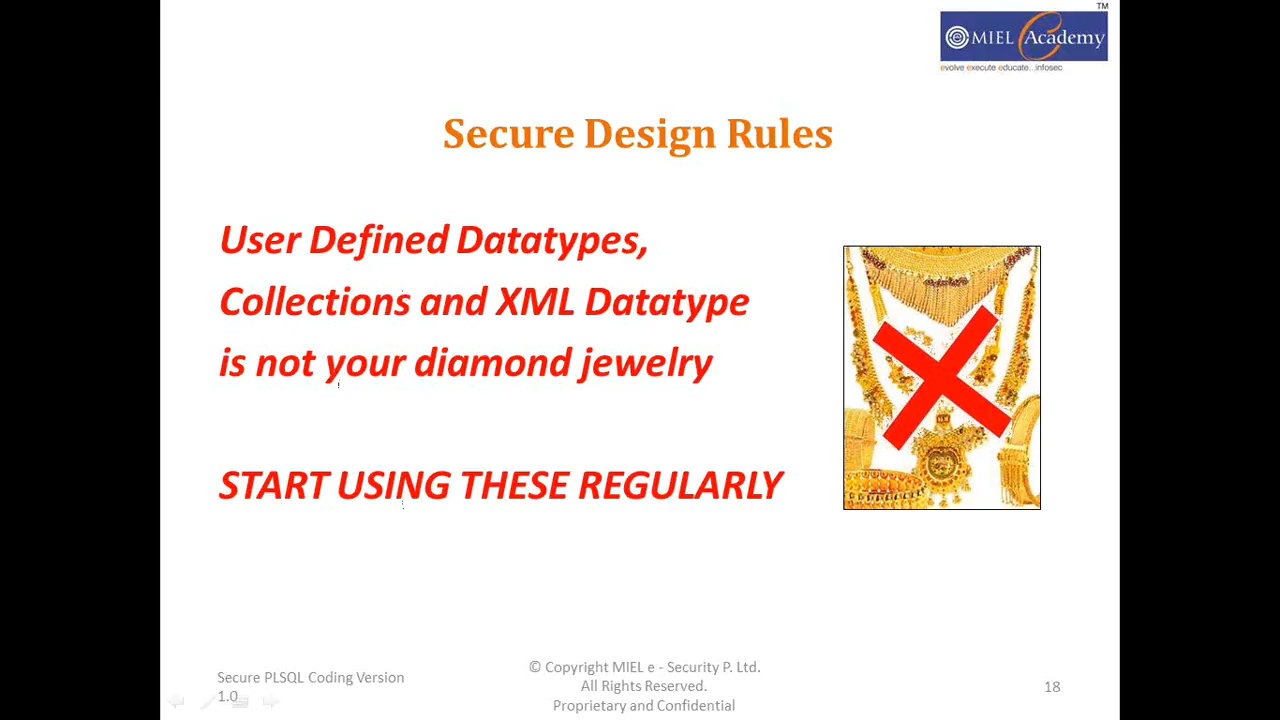 TM
MIEL Academy
evolve execute educate...infosec
Secure Design Rules
User Defined Datatypes,
Collections and XML Datatype
is not your diamond jewelry
START USING THESE REGULARLY
Secure PLSQL Coding Version
1.0
© Copyright MIEL e - Security P. Ltd.
All Rights Reserved.
Proprietary and Confidential
18